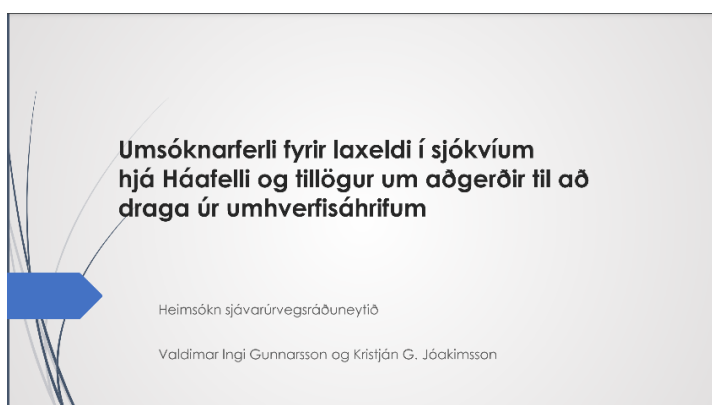 Umsóknarferli fyrir laxeldi í sjókvíum
hjá Háafelli og tillögur um aðgerðir til að
draga úr umhverfisáhrifum
Heimsókn sjávarúrvegsráðuneytið
Valdimar Ingi Gunnarsson og Kristján G. Jóakimsson